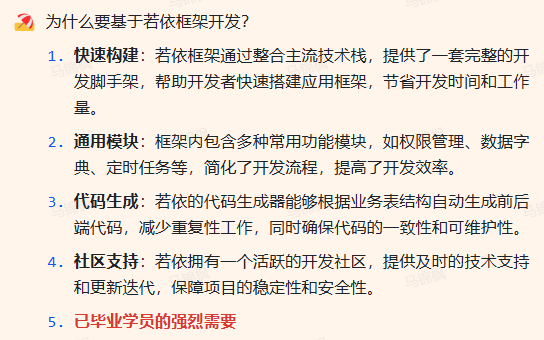 为什么要基于若依框架开发？
1. 快速构建：若依框架通过整合主流技术栈，提供了一套完整的开
发脚手架，帮助开发者快速搭建应用框架，节省开发时间和工作
量。
2. 通用模块：框架内包含多种常用功能模块，如权限管理、数据字
典、定时任务等，简化了开发流程，提高了开发效率。
3. 代码生成：若依的代码生成器能够根据业务表结构自动生成前后
端代码，减少重复性工作，同时确保代码的一致性和可维护性。
4. 社区支持：若依拥有一个活跃的开发社区，提供及时的技术支持
和更新迭代，保障项目的稳定性和安全性。
5. 已毕业学员的强烈需要